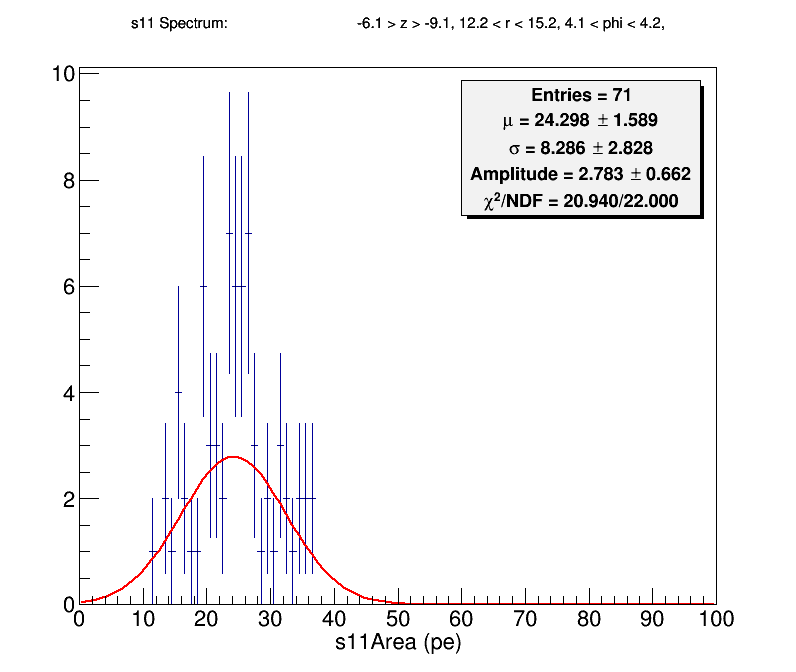 s11 Spectrum: -6.1 > z > -9.1, 12.2 < r < 15.2, 4.1 < phi < 4.2,
Entries = 71
μ = 24.298 ± 1.589
σ = 8.286 ± 2.828
Amplitude = 2.783 ± 0.662
χ²/NDF = 20.940/22.000
10
8
6
4
2
0
0 10 20 30 40 50 60 70 80 90 100
s11Area (pe)